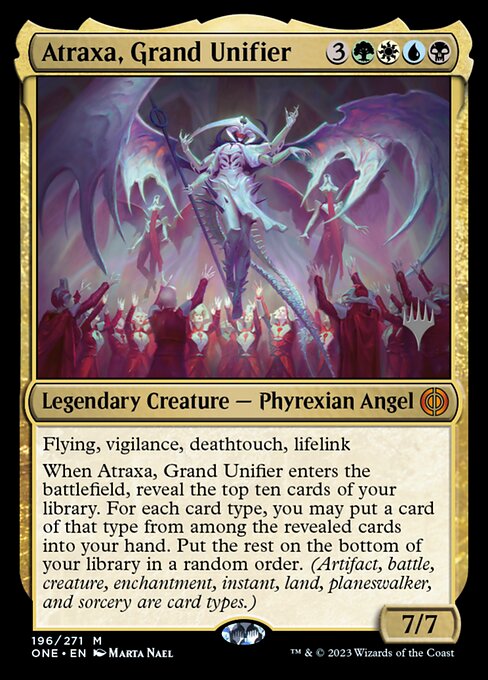 Atraxa, Grand Unifier 3
Legendary Creature — Phyrexian Angel
Flying, vigilance, deathtouch, lifelink
When Atraxa, Grand Unifier enters the
battlefield, reveal the top ten cards of your
library. For each card type, you may put a card
of that type from among the revealed cards
into your hand. Put the rest on the bottom of
your library in a random order. (Artifact, battle,
creature, enchantment, instant, land, planeswalker,
and sorcery are card types.)
7/7
196/271 M
ONE • EN Marta Nael
™ & © 2023 Wizards of the Coast